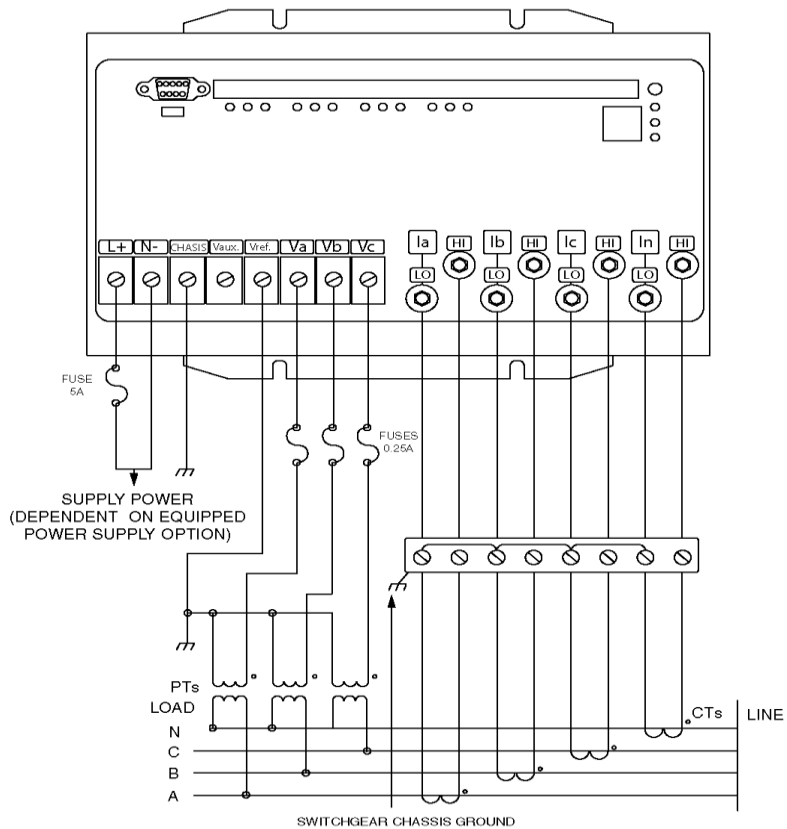 L+ N- CHASIS Vaux. Vref. Va Vb Vc
Ia HI Ib HI Ic HI In HI
LO LO LO LO
FUSE
5A
FUSES
0.25A
SUPPLY POWER
(DEPENDENT ON EQUIPPED
POWER SUPPLY OPTION)
PTs
LOAD
CTs
LINE
N
C
B
A
SWITCHGEAR CHASSIS GROUND